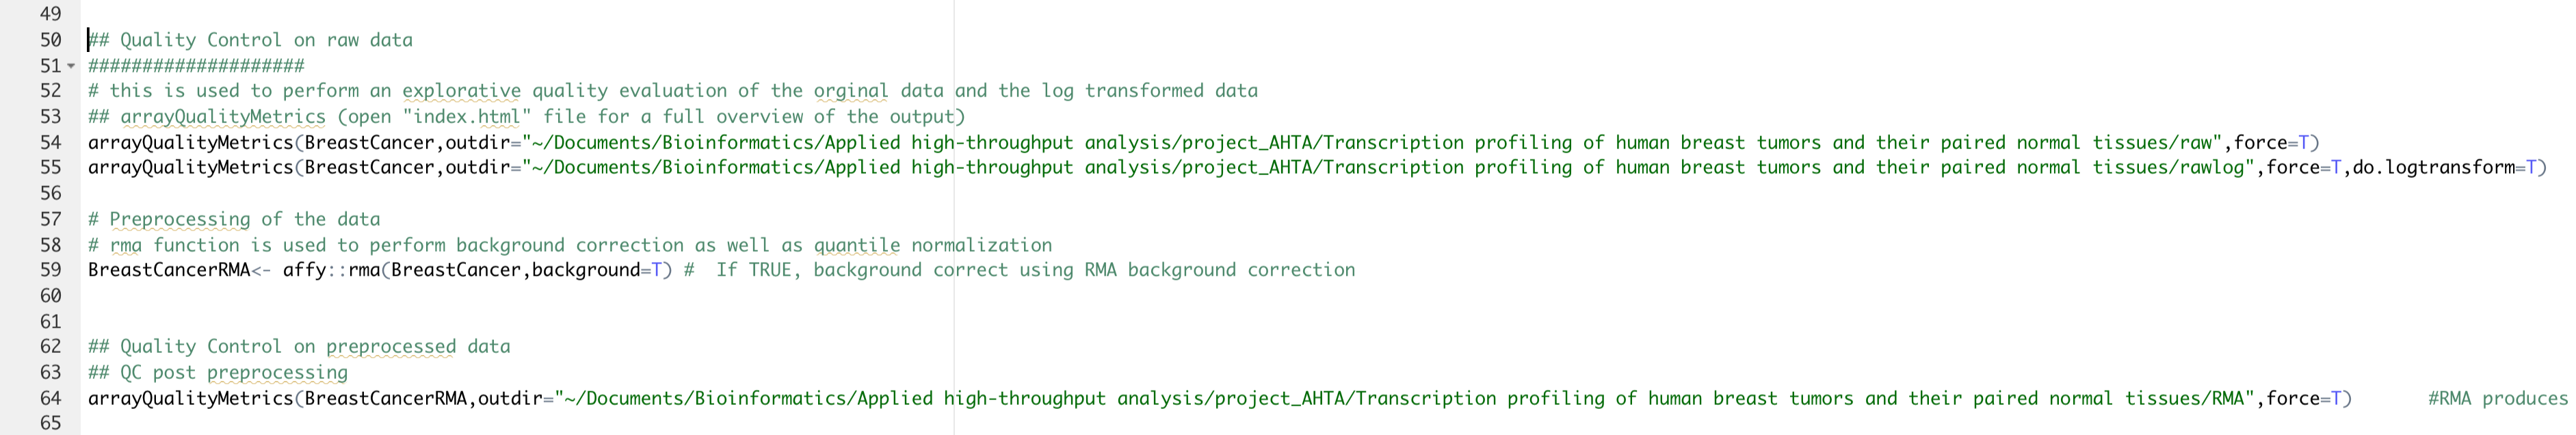 49
50 ## Quality Control on raw data
51 ####################
52 # this is used to perform an explorative quality evaluation of the orginal data and the log transformed data
53 ## arrayQualityMetrics (open "index.html" file for a full overview of the output)
54 arrayQualityMetrics(BreastCancer,outdir="~/Documents/Bioinformatics/Applied high-throughput analysis/project_AHTA/Transcription profiling of human breast tumors and their paired normal tissues/raw",force=T)
55 arrayQualityMetrics(BreastCancer,outdir="~/Documents/Bioinformatics/Applied high-throughput analysis/project_AHTA/Transcription profiling of human breast tumors and their paired normal tissues/rawlog",force=T,do.logtransform=T)
56
57 # Preprocessing of the data
58 # rma function is used to perform background correction as well as quantile normalization
59 BreastCancerRMA<- affy::rma(BreastCancer,background=T) #  If TRUE, background correct using RMA background correction
60
61
62 ## Quality Control on preprocessed data
63 ## QC post preprocessing
64 arrayQualityMetrics(BreastCancerRMA,outdir="~/Documents/Bioinformatics/Applied high-throughput analysis/project_AHTA/Transcription profiling of human breast tumors and their paired normal tissues/RMA",force=T)       #RMA produces
65